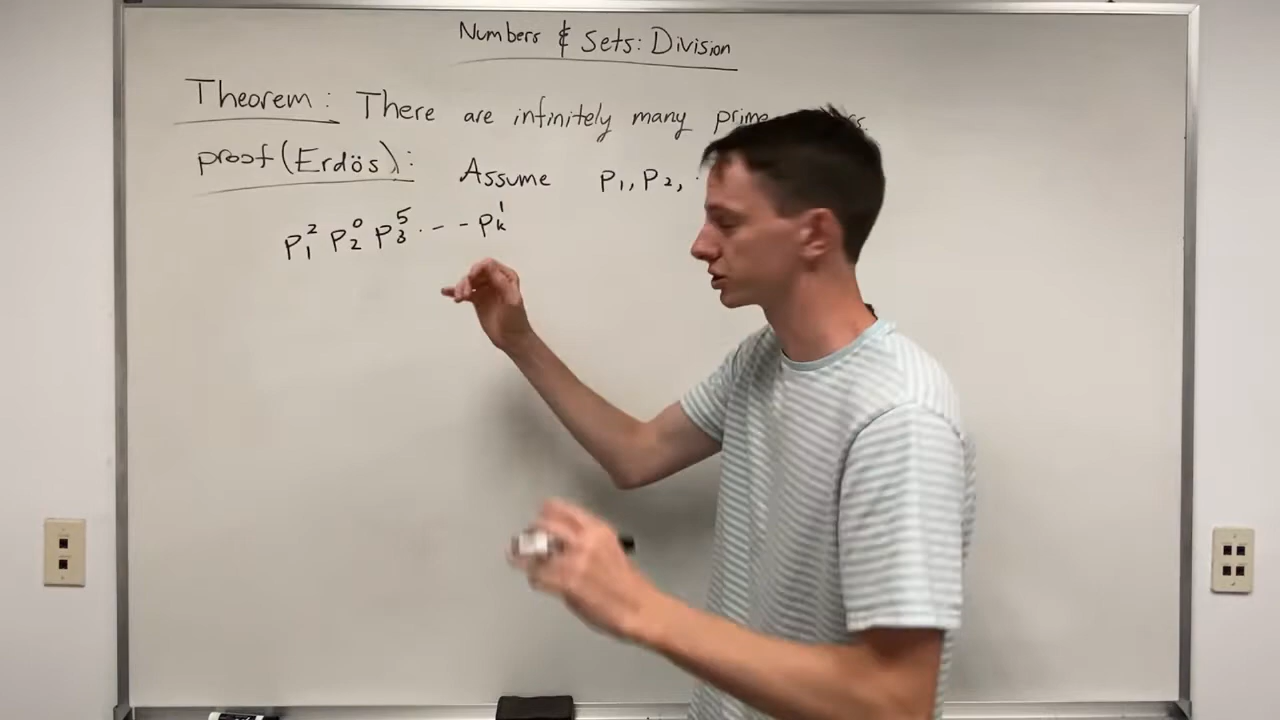 Numbers & Sets: Division
Theorem: There are infinitely many prime
proof (Erdös): Assume p₁, p₂,
p₁² p₂⁰ p₃⁵ · - - pₖ¹